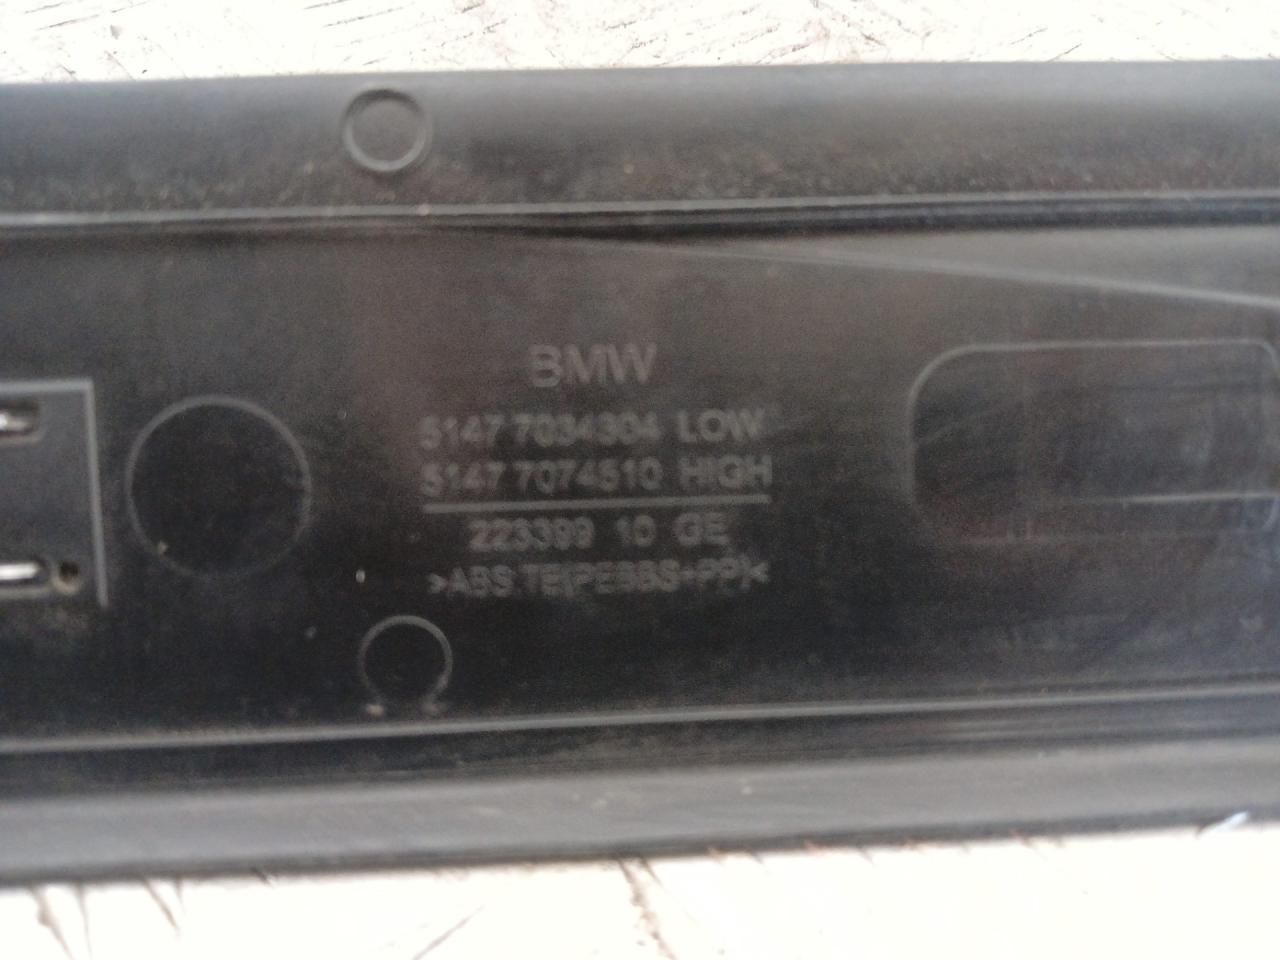 BMW
5147 7034304 LOW
5147 7074510 HIGH
223399 10 GE
>ABS.TE(PEBBS+PP)<